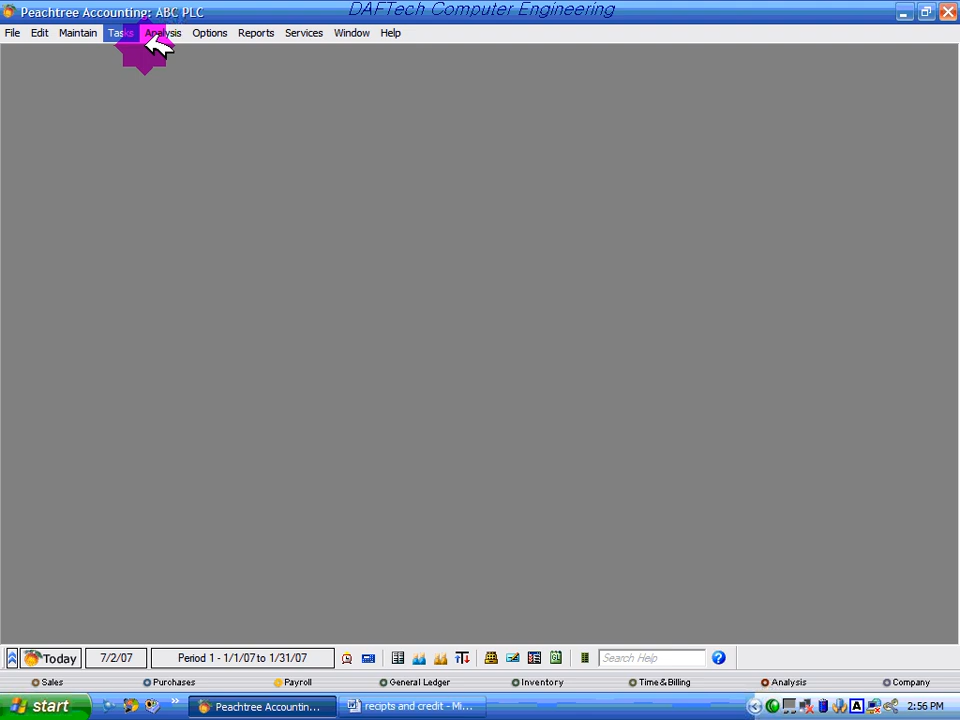 Peachtree Accounting: ABC PLC
DAFTech Computer Engineering
File Edit Maintain Tasks Analysis Options Reports Services Window Help
Today 7/2/07 Period 1 - 1/1/07 to 1/31/07 Search Help
Sales Purchases Payroll General Ledger Inventory Time & Billing Analysis Company
start Peachtree Accountin... recipts and credit - Mi... A 2:56 PM